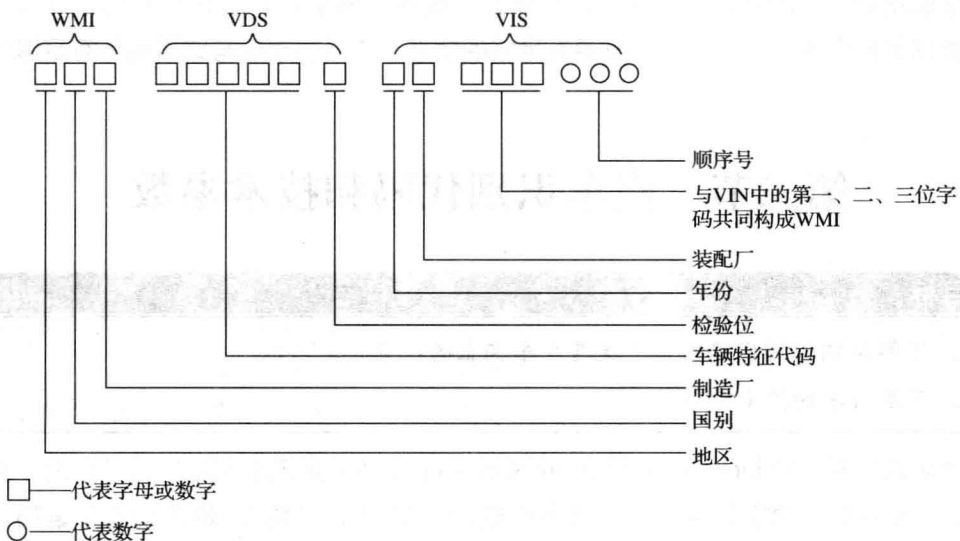 WMI VDS VIS
顺序号
与VIN中的第一、二、三位字
码共同构成WMI
装配厂
年份
检验位
车辆特征代码
制造厂
国别
地区
□——代表字母或数字
○——代表数字